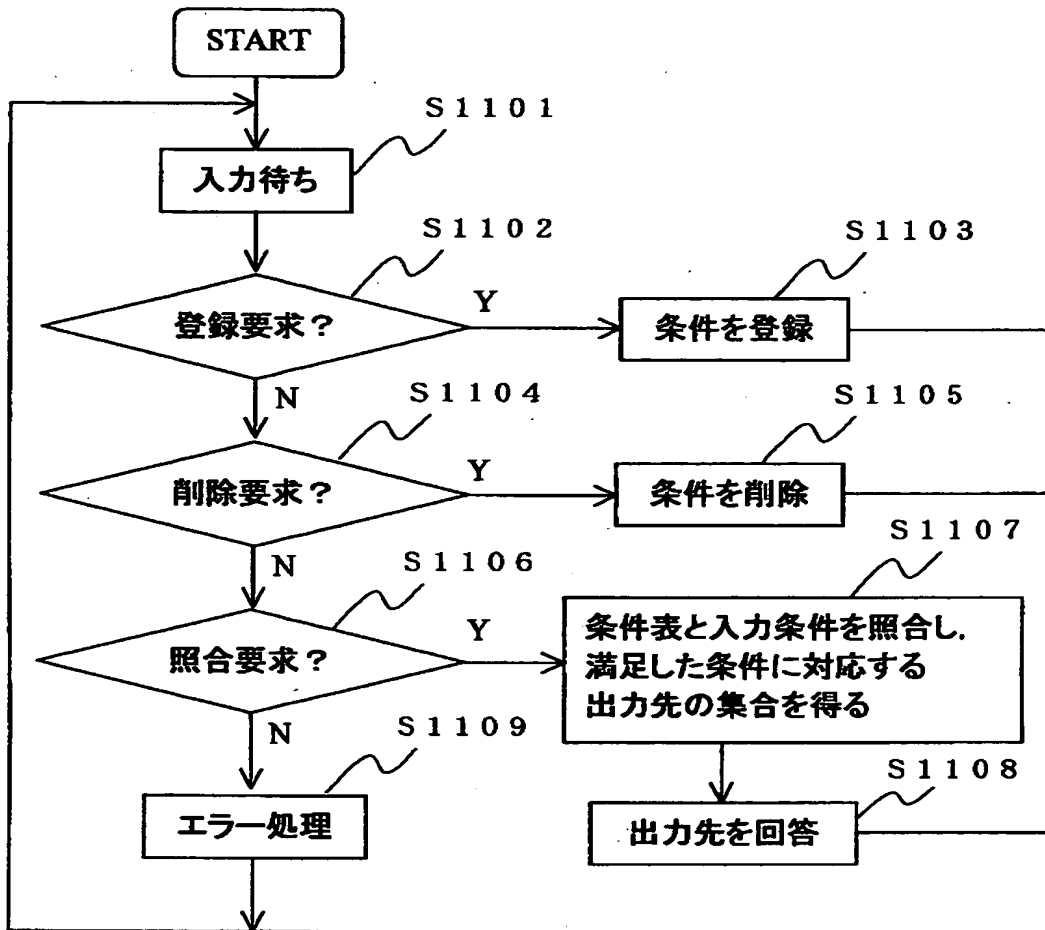 START
Ｓ１１０１
入力待ち
Ｓ１１０２
登録要求？
Y
Ｓ１１０３
条件を登録
N
Ｓ１１０４
削除要求？
Y
Ｓ１１０５
条件を削除
N
Ｓ１１０６
照合要求？
Y
Ｓ１１０７
条件表と入力条件を照合し，
満足した条件に対応する
出力先の集合を得る
N
Ｓ１１０９
エラー処理
Ｓ１１０８
出力先を回答